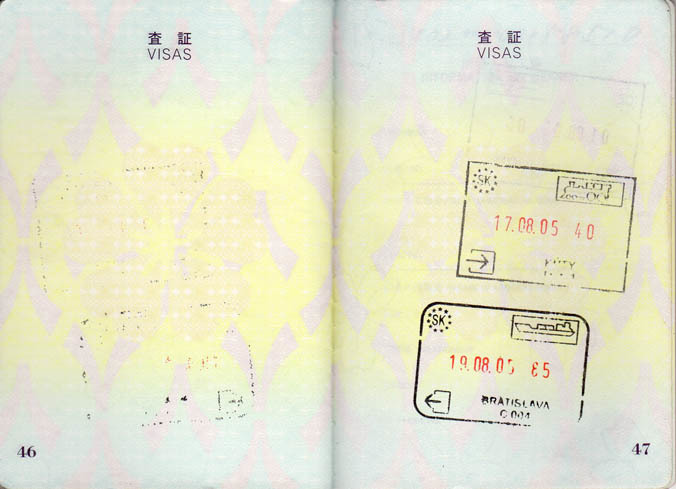 査 証
VISAS
46
査 証
VISAS
SK
17.08.05 40
SK
19.08.05 65
BRATISLAVA
C 004
47